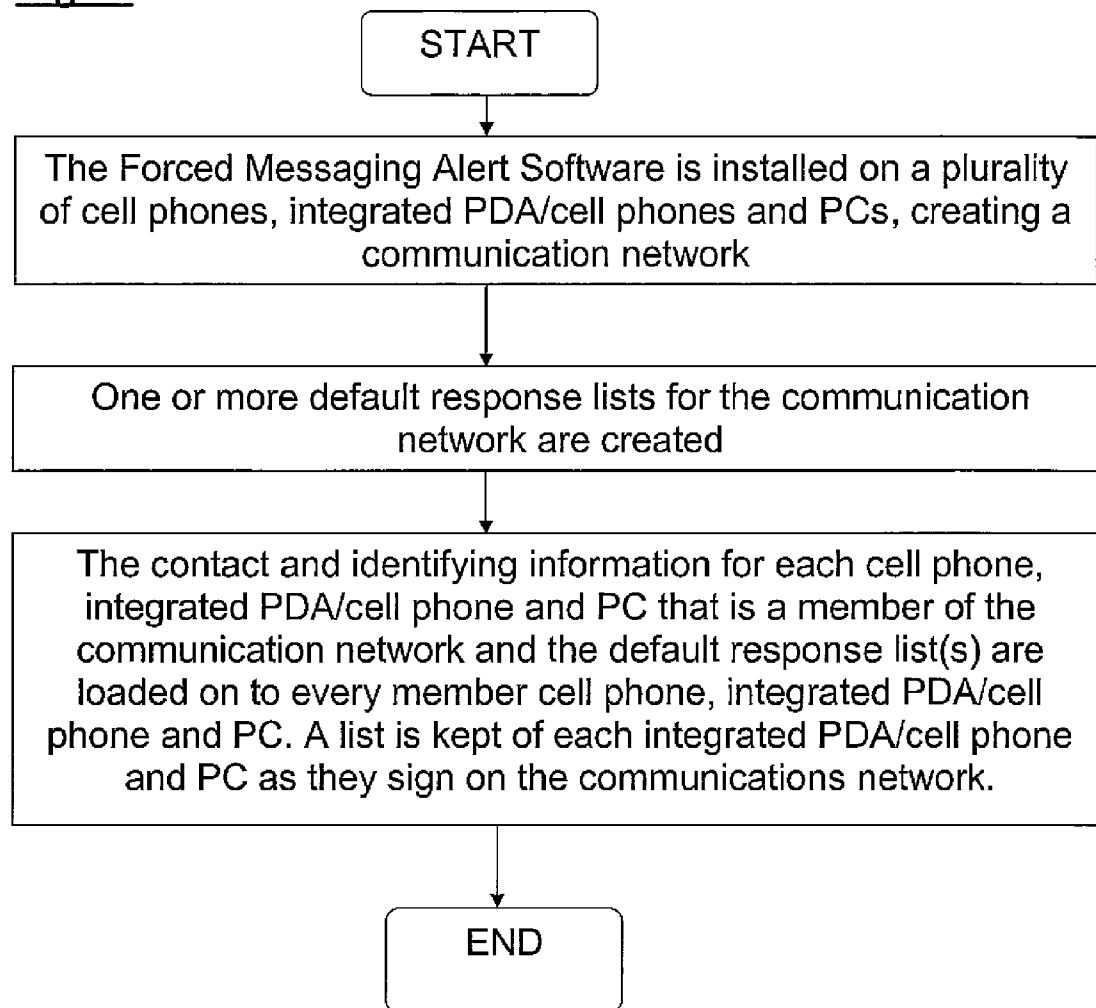 START
The Forced Messaging Alert Software is installed on a plurality
of cell phones, integrated PDA/cell phones and PCs, creating a
communication network
One or more default response lists for the communication
network are created
The contact and identifying information for each cell phone,
integrated PDA/cell phone and PC that is a member of the
communication network and the default response list(s) are
loaded on to every member cell phone, integrated PDA/cell
phone and PC. A list is kept of each integrated PDA/cell phone
and PC as they sign on the communications network.
END